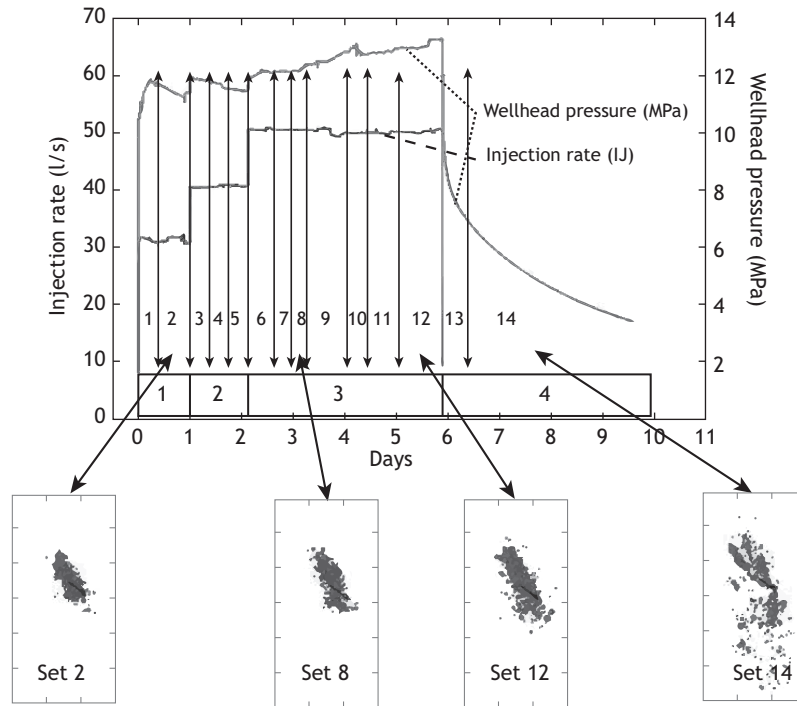 70
60
50
40
30
20
10
0
Injection rate (l/s)
14
12
10
8
6
4
2
Wellhead pressure (MPa)
Wellhead pressure (MPa)
Injection rate (IJ)
1 2 3 4 5 6 7 8 9 10 11 12 13 14
1 2 3 4
0 1 2 3 4 5 6 7 8 9 10 11
Days
Set 2
Set 8
Set 12
Set 14